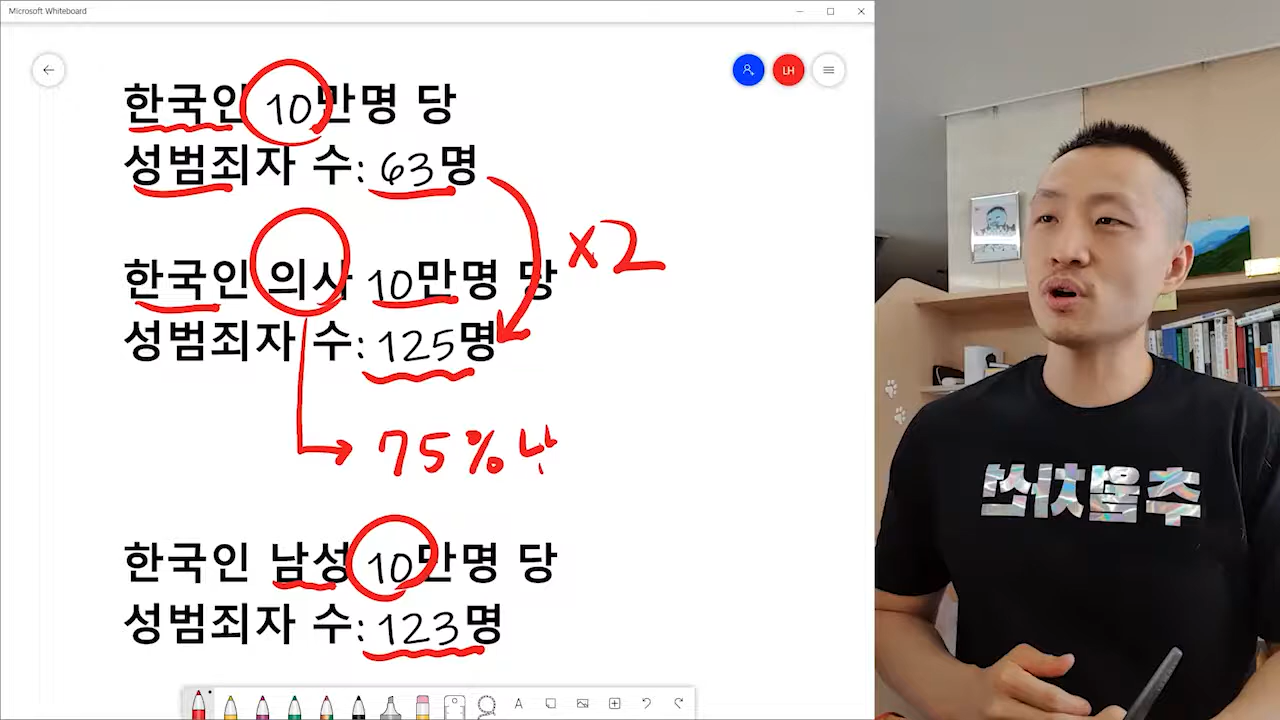 Microsoft Whiteboard
LH
한국인 10만명 당
성범죄자 수: 63명
x2
한국인 의사 10만명 당
성범죄자 수: 125명
75%
한국인 남성 10만명 당
성범죄자 수: 123명
A